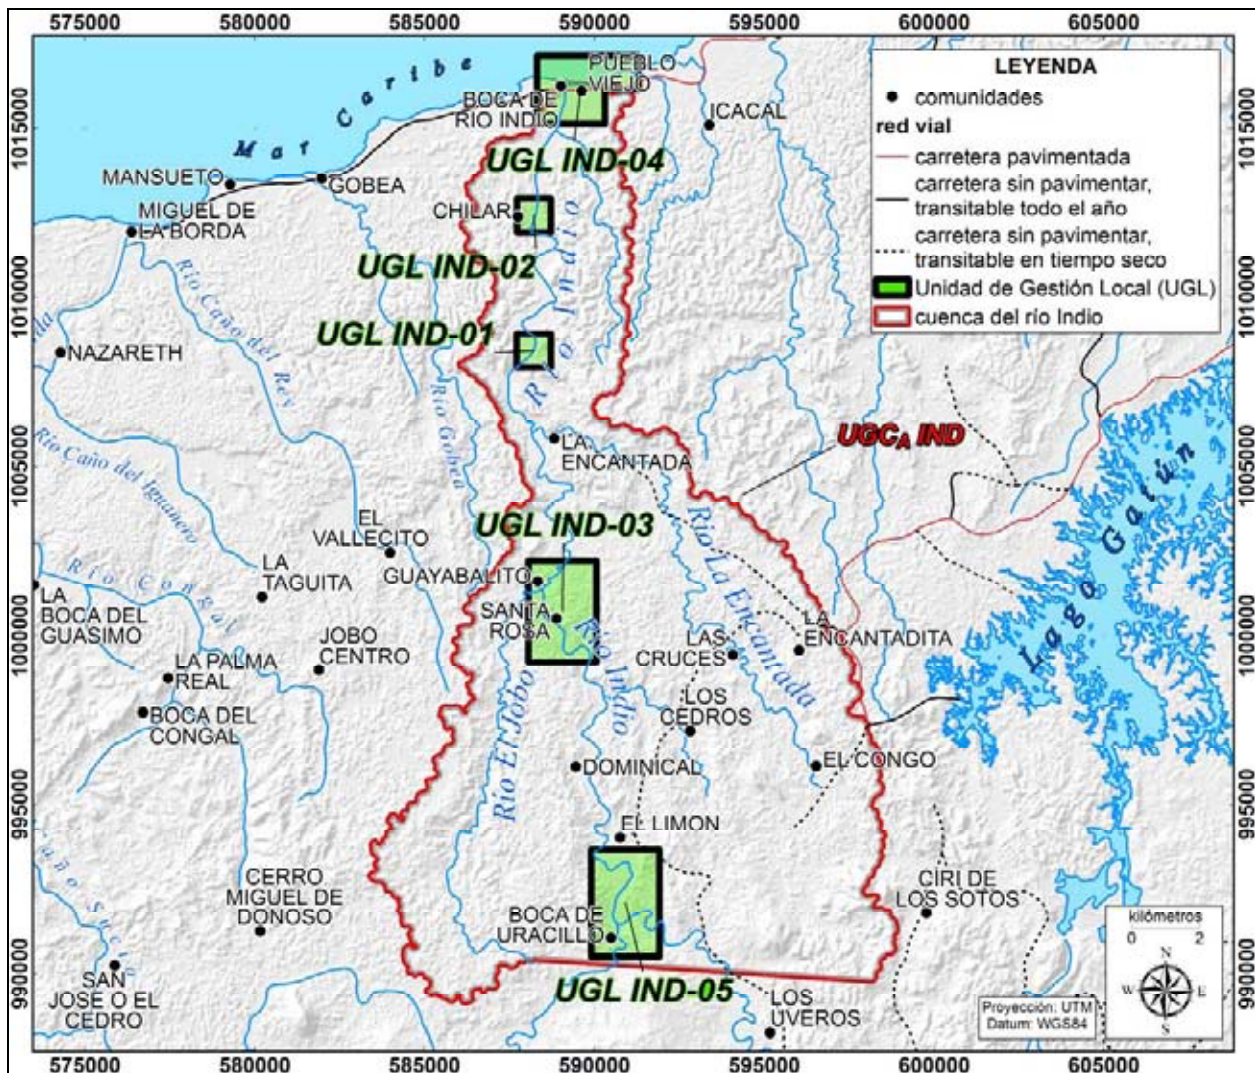 575000 580000 585000 590000 595000 600000 605000
LEYENDA
comunidades
red vial
carretera pavimentada
carretera sin pavimentar,
transitable todo el año
carretera sin pavimentar,
transitable en tiempo seco
Unidad de Gestión Local (UGL)
cuenca del río Indio
Mar Caribe
PUEBLO
VIEJO
BOCA DE
RIO INDIO
ICACAL
UGL IND-04
MANSUETO
GOBEA
MIGUEL DE
LA BORDA
CHILAR
UGL IND-02
Río Indio
Río Caño del Rey
UGL IND-01
NAZARETH
Río Gobea
LA
ENCANTADA
UGCA IND
Río Caño del Iguanero
EL
VALLECITO
UGL IND-03
Río La Encantada
Lago Gatún
LA
TAGUITA
GUAYABALITO
Río Congal
LA
BOCA DEL
GUASIMO
SANTA
ROSA
JOBO
CENTRO
LA PALMA
REAL
BOCA DEL
CONGAL
Río Indio
LAS
CRUCES
LA
ENCANTADITA
LOS
CEDROS
Río El Jobo
DOMINICAL
EL CONGO
EL LIMON
CERRO
MIGUEL DE
DONOSO
BOCA DE
URACILLO
CIRI DE
LOS SOTOS
SAN
JOSE O EL
CEDRO
UGL IND-05
LOS
UVEROS
kilómetros
0 2
N
W E
S
Proyección: UTM
Datum: WGS84
1015000 1010000 1005000 1000000 995000 990000
1015000 1010000 1005000 1000000 995000 990000
575000 580000 585000 590000 595000 600000 605000